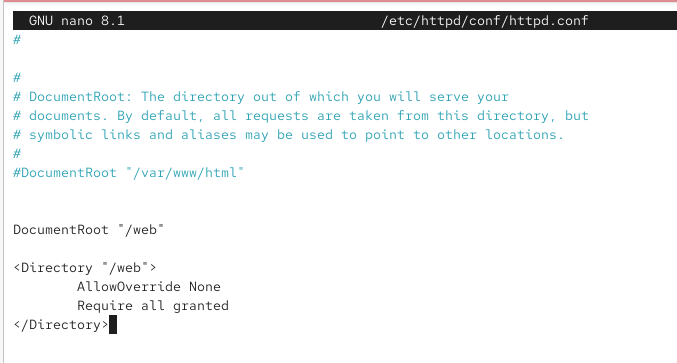 GNU nano 8.1 /etc/httpd/conf/httpd.conf
#
#
# DocumentRoot: The directory out of which you will serve your
# documents. By default, all requests are taken from this directory, but
# symbolic links and aliases may be used to point to other locations.
#
#DocumentRoot "/var/www/html"
DocumentRoot "/web"
<Directory "/web">
        AllowOverride None
        Require all granted
</Directory>